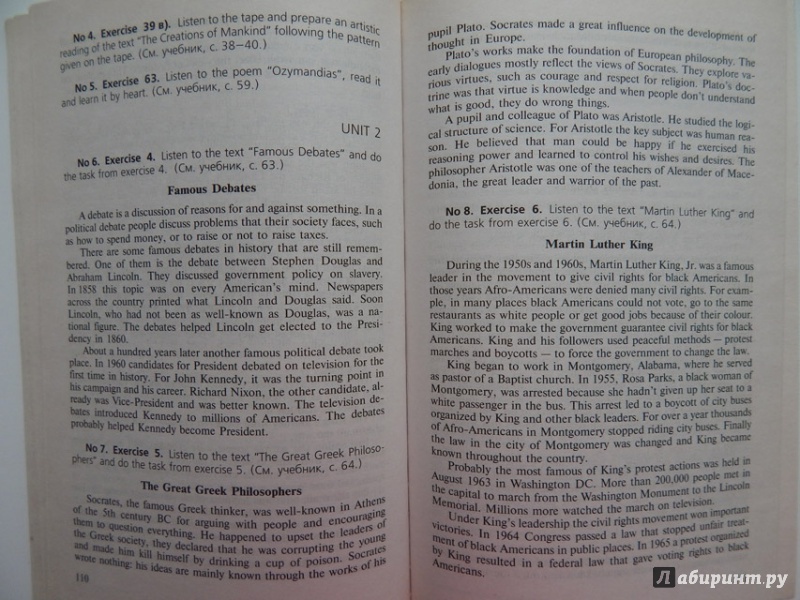 No 4. Exercise 39 в). Listen to the tape and prepare an artistic
reading of the text "The Creations of Mankind" following the pattern
given on the tape. (См. учебник, с. 38–40.)
No 5. Exercise 63. Listen to the poem "Ozymandias", read it
and learn it by heart. (См. учебник, с. 59.)
UNIT 2
No 6. Exercise 4. Listen to the text "Famous Debates" and do
the task from exercise 4. (См. учебник, с. 63.)
Famous Debates
A debate is a discussion of reasons for and against something. In a
political debate people discuss problems that their society faces, such
as how to spend money, or to raise or not to raise taxes.
There are some famous debates in history that are still remem-
bered. One of them is the debate between Stephen Douglas and
Abraham Lincoln. They discussed government policy on slavery.
In 1858 this topic was on every American's mind. Newspapers
across the country printed what Lincoln and Douglas said. Soon
Lincoln, who had not been as well-known as Douglas, was a na-
tional figure. The debates helped Lincoln get elected to the Presi-
dency in 1860.
About a hundred years later another famous political debate took
place. In 1960 candidates for President debated on television for the
first time in history. For John Kennedy, it was the turning point in
his campaign and his career. Richard Nixon, the other candidate, al-
ready was Vice-President and was better known. The television de-
bates introduced Kennedy to millions of Americans. The debates
probably helped Kennedy become President.
No 7. Exercise 5. Listen to the text "The Great Greek Philoso-
phers" and do the task from exercise 5. (См. учебник, с. 64.)
The Great Greek Philosophers
Socrates, the famous Greek thinker, was well-known in Athens
of the 5th century BC for arguing with people and encouraging
them to question everything. He happened to upset the leaders of
the Greek society, they declared that he was corrupting the young
and made him kill himself by drinking a cup of poison. Socrates
wrote nothing: his ideas are mainly known through the works of his
110
pupil Plato. Socrates made a great influence on the development of
thought in Europe.
Plato's works make the foundation of European philosophy. The
early dialogues mostly reflect the views of Socrates. They explore va-
rious virtues, such as courage and respect for religion. Plato's doc-
trine was that virtue is knowledge and when people don't understand
what is good, they do wrong things.
A pupil and colleague of Plato was Aristotle. He studied the logi-
cal structure of science. For Aristotle the key subject was human rea-
son. He believed that man could be happy if he exercised his
reasoning power and learned to control his wishes and desires. The
philosopher Aristotle was one of the teachers of Alexander of Mace-
donia, the great leader and warrior of the past.
No 8. Exercise 6. Listen to the text "Martin Luther King" and
do the task from exercise 6. (См. учебник, с. 64.)
Martin Luther King
During the 1950s and 1960s, Martin Luther King, Jr. was a famous
leader in the movement to give civil rights for black Americans. In
those years Afro-Americans were denied many civil rights. For exam-
ple, in many places black Americans could not vote, go to the same
restaurants as white people or get good jobs because of their colour.
King worked to make the government guarantee civil rights for black
Americans. King and his followers used peaceful methods — protest
marches and boycotts — to force the government to change the law.
King began to work in Montgomery, Alabama, where he served
as pastor of a Baptist church. In 1955, Rosa Parks, a black woman of
Montgomery, was arrested because she hadn't given up her seat to a
white passenger in the bus. This arrest led to a boycott of city buses
organized by King and other black leaders. For over a year thousands
of Afro-Americans in Montgomery stopped riding city buses. Finally
the law in the city of Montgomery was changed and King became
known throughout the country.
Probably the most famous of King's protest actions was held in
August 1963 in Washington DC. More than 200,000 people met in
the capital to march from the Washington Monument to the Lincoln
Memorial. Millions more watched the march on television.
Under King's leadership the civil rights movement won important
victories. In 1964 Congress passed a law that stopped unfair treat-
ment of black Americans in public places. In 1965 a protest organized
by King resulted in a federal law that gave voting rights to black
Americans.
Лабиринт.ру